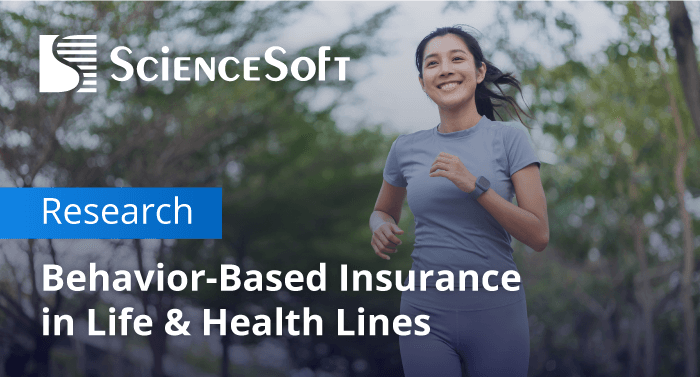 ScienceSoft
Research
Behavior-Based Insurance
in Life & Health Lines